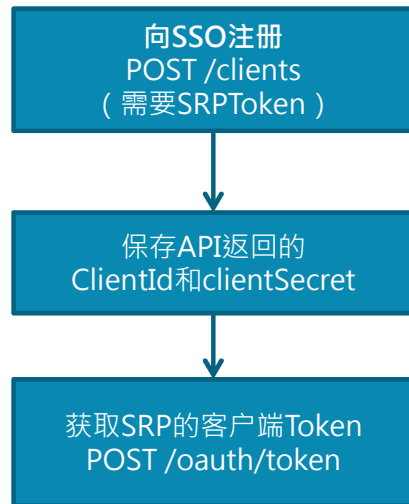 向SSO注册
POST /clients
（需要SRPToken）
保存API返回的
ClientId和clientSecret
获取SRP的客户端Token
POST /oauth/token